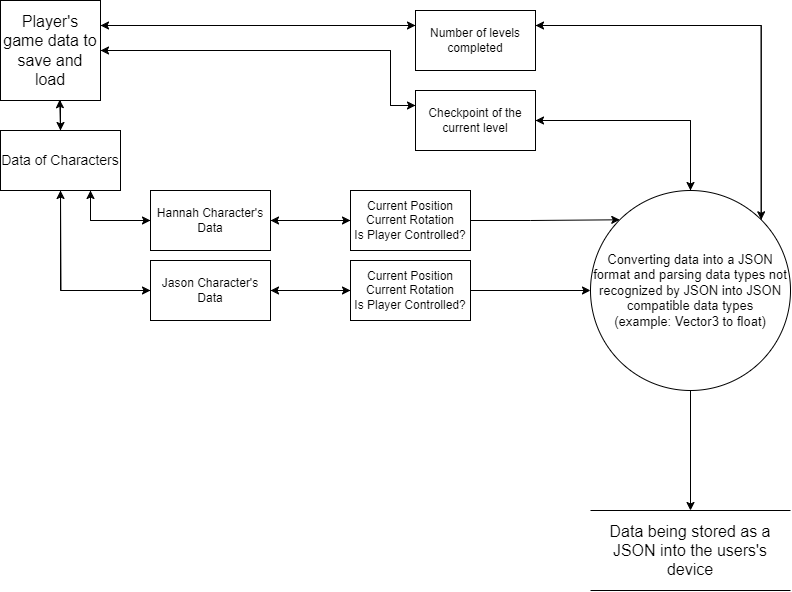 Player's
game data to
save and
load
Number of levels
completed
Checkpoint of the
current level
Data of Characters
Hannah Character's
Data
Current Position
Current Rotation
Is Player Controlled?
Jason Character's
Data
Current Position
Current Rotation
Is Player Controlled?
Converting data into a JSON
format and parsing data types not
recognized by JSON into JSON
compatible data types
(example: Vector3 to float)
Data being stored as a
JSON into the users's
device